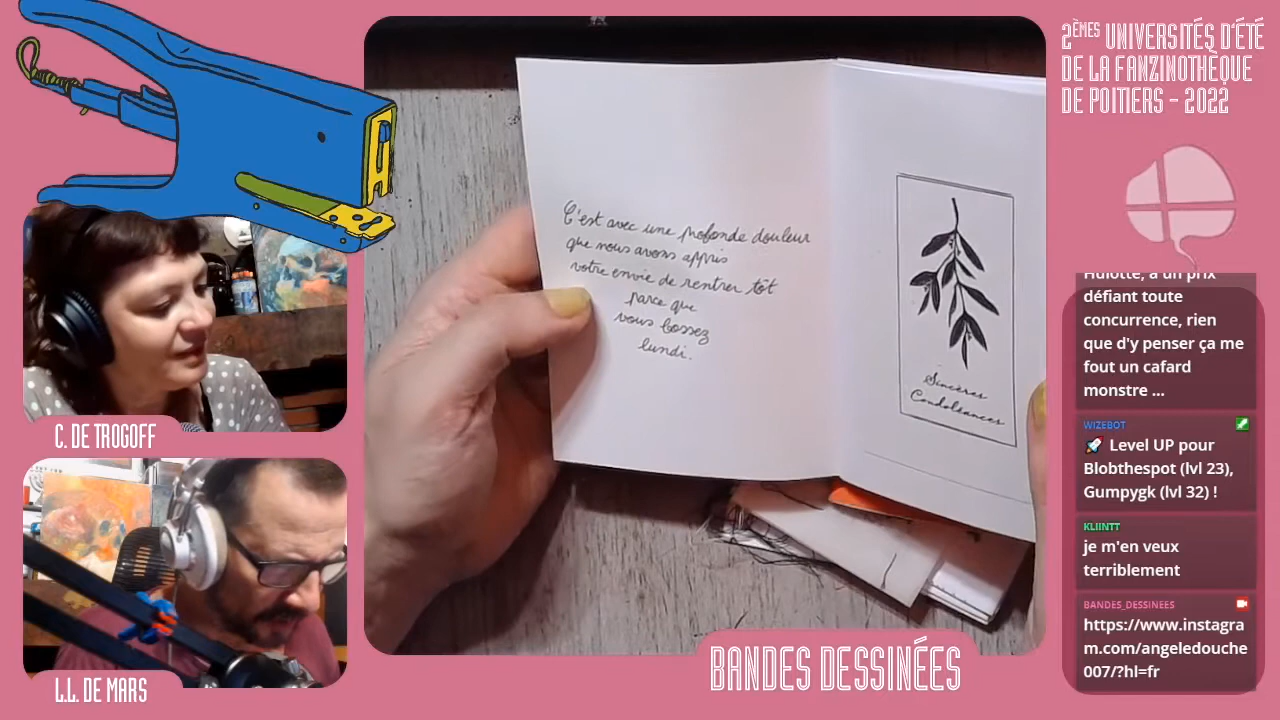 2ÈMES UNIVERSITÉS D'ÉTÉ
DE LA FANZINOTHÈQUE
DE POITIERS - 2022
C'est avec une profonde douleur
que nous avons appris
votre envie de rentrer tôt
parce que
vous bossez
lundi.
Sincères
Condoléances
C. DE TROGOFF
L.L. DE MARS
BANDES DESSINÉES
Hulotte, à un prix
défiant toute
concurrence, rien
que d'y penser ça me
fout un cafard
monstre ...
WIZEBOT
🚀 Level UP pour
Blobthespot (lvl 23),
Gumpygk (lvl 32) !
KLIINTT
je m'en veux
terriblement
BANDES_DESSINEES
https://www.instagra
m.com/angeledouche
007/?hl=fr